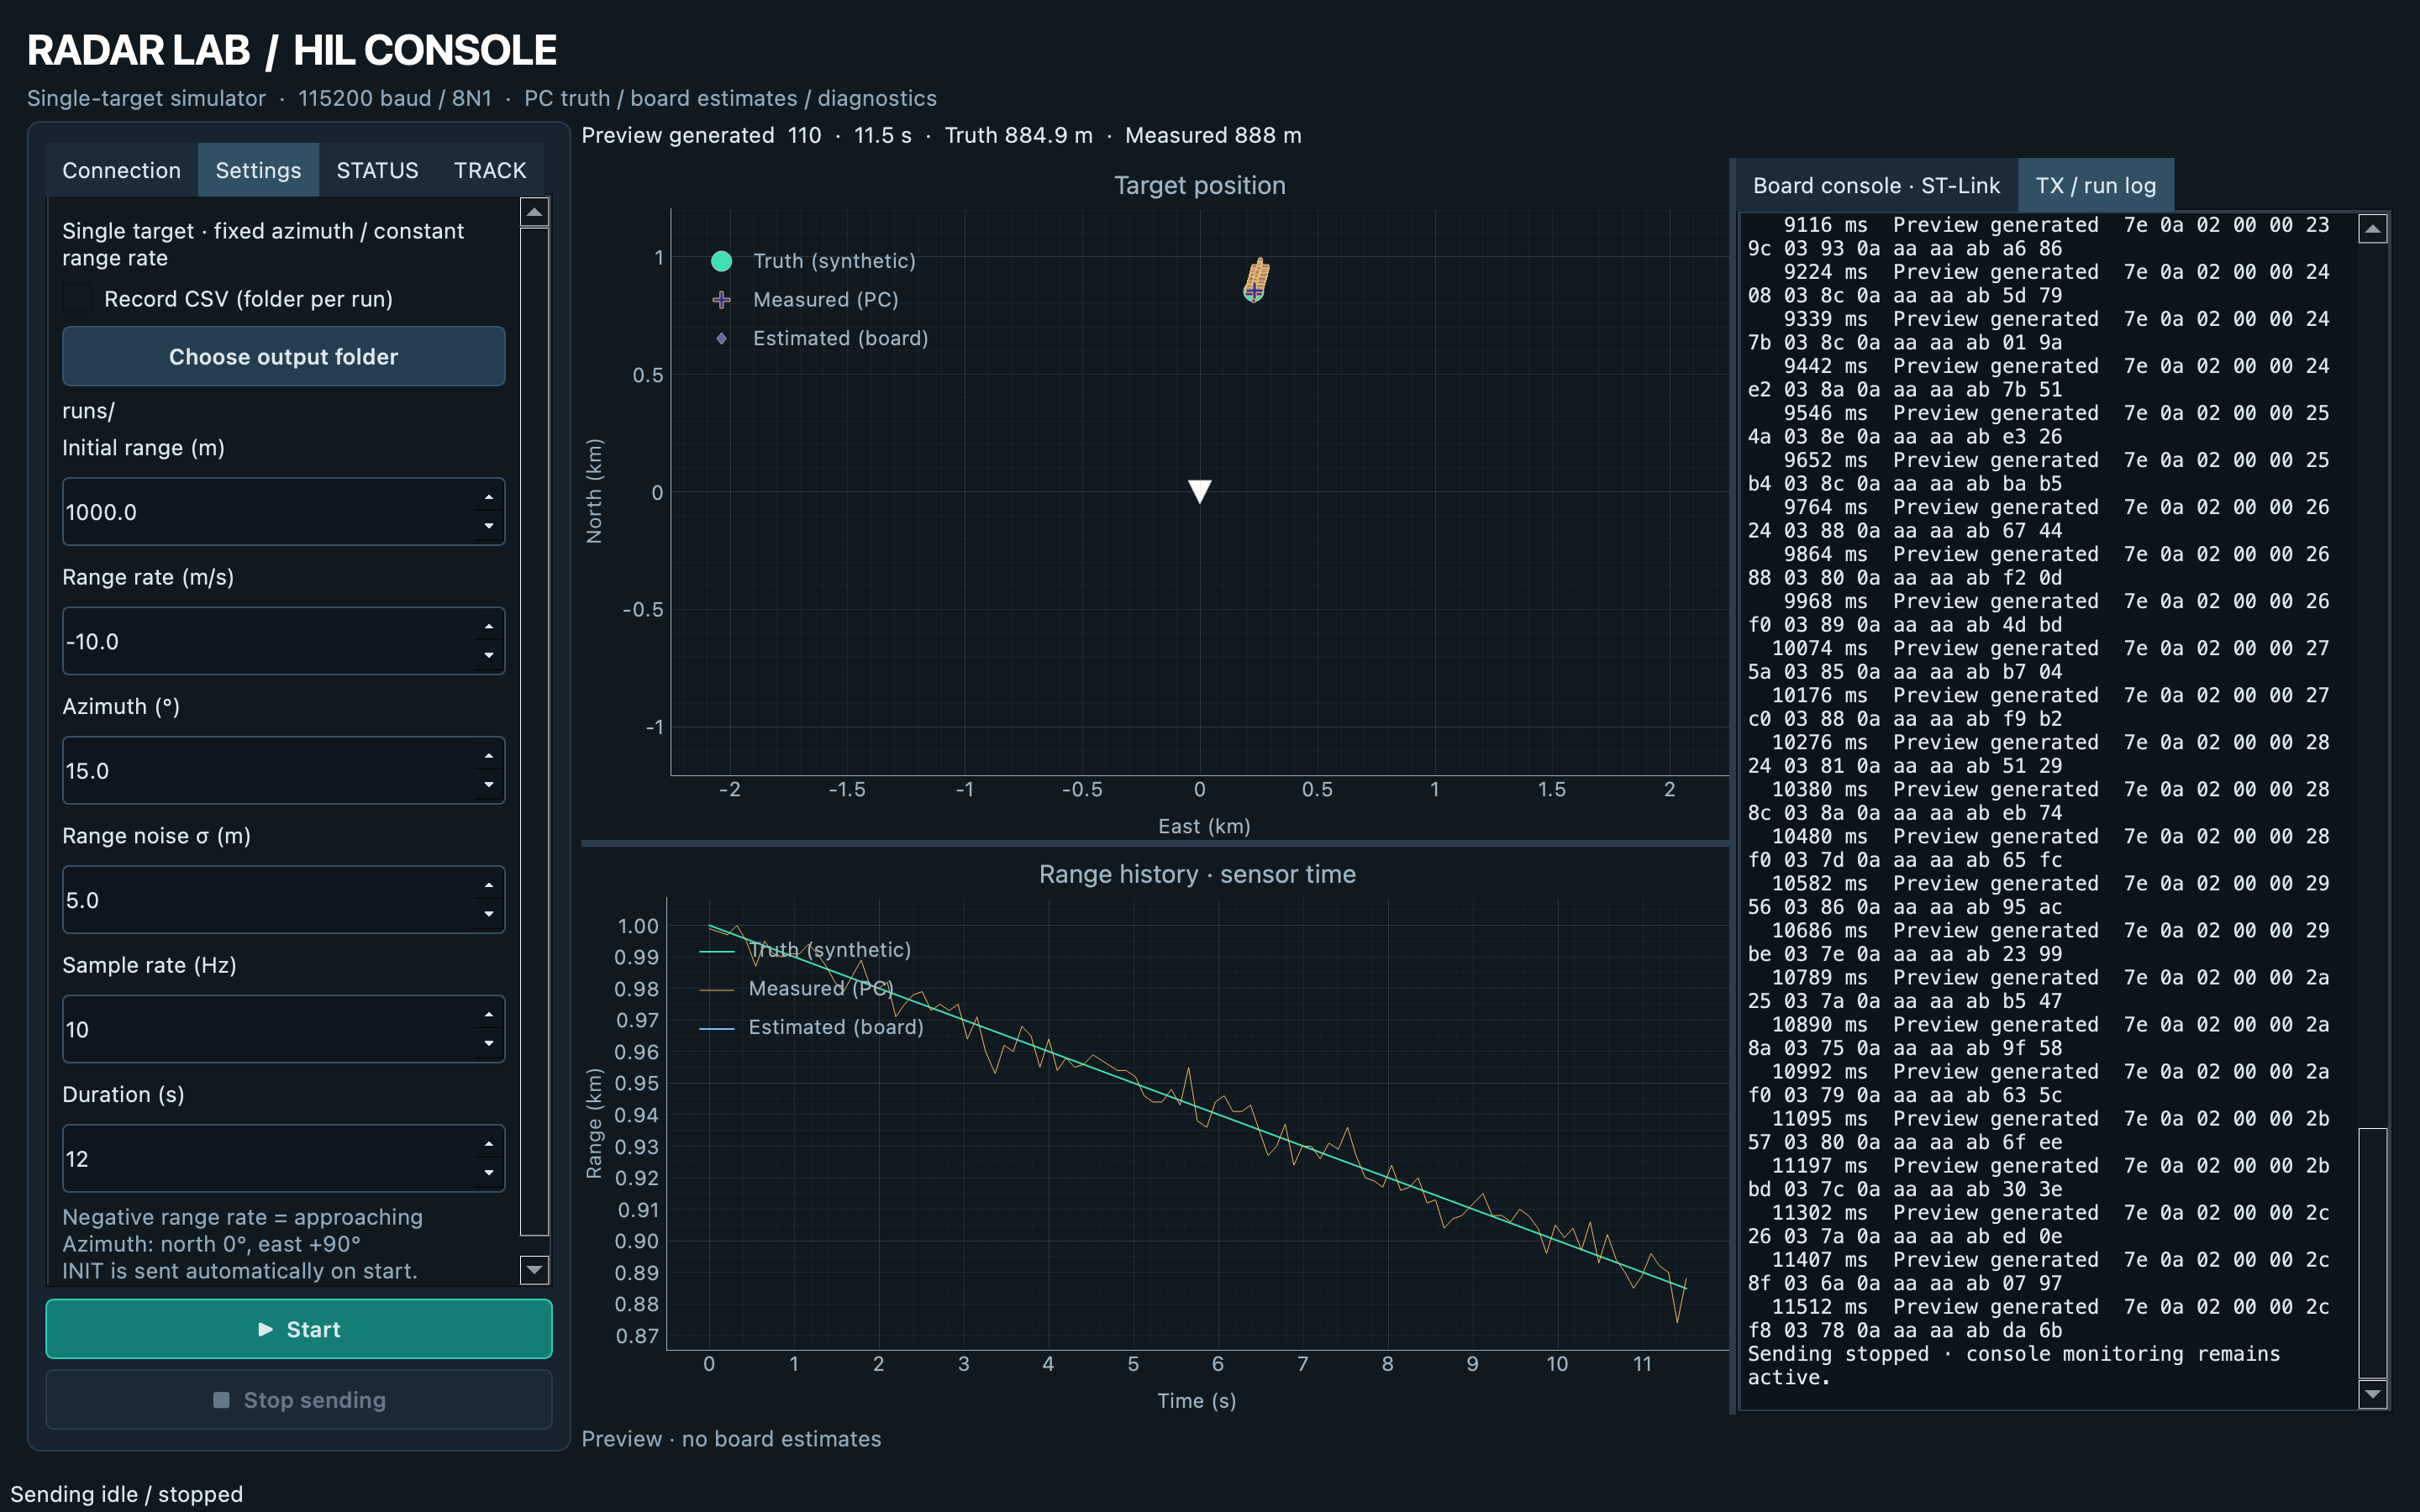 RADAR LAB / HIL CONSOLE
Single-target simulator · 115200 baud / 8N1 · PC truth / board estimates / diagnostics
Connection
Settings
STATUS
TRACK
Single target · fixed azimuth / constant
range rate
Record CSV (folder per run)
Choose output folder
runs/
Initial range (m)
1000.0
Range rate (m/s)
-10.0
Azimuth (°)
15.0
Range noise σ (m)
5.0
Sample rate (Hz)
10
Duration (s)
12
Negative range rate = approaching
Azimuth: north 0°, east +90°
INIT is sent automatically on start.
Start
Stop sending
Sending idle / stopped
Preview generated 110 · 11.5 s · Truth 884.9 m · Measured 888 m
Target position
Truth (synthetic)
Measured (PC)
Estimated (board)
North (km)
1
0.5
0
-0.5
-1
-2
-1.5
-1
-0.5
0
0.5
1
1.5
2
East (km)
Range history · sensor time
Truth (synthetic)
Measured (PC)
Estimated (board)
Range (km)
1.00
0.99
0.98
0.97
0.96
0.95
0.94
0.93
0.92
0.91
0.90
0.89
0.88
0.87
0
1
2
3
4
5
6
7
8
9
10
11
Time (s)
Preview · no board estimates
Board console · ST-Link
TX / run log
9116 ms Preview generated 7e 0a 02 00 00 23
9c 03 93 0a aa aa ab a6 86
9224 ms Preview generated 7e 0a 02 00 00 24
08 03 8c 0a aa aa ab 5d 79
9339 ms Preview generated 7e 0a 02 00 00 24
7b 03 8c 0a aa aa ab 01 9a
9442 ms Preview generated 7e 0a 02 00 00 24
e2 03 8a 0a aa aa ab 7b 51
9546 ms Preview generated 7e 0a 02 00 00 25
4a 03 8e 0a aa aa ab e3 26
9652 ms Preview generated 7e 0a 02 00 00 25
b4 03 8c 0a aa aa ab ba b5
9764 ms Preview generated 7e 0a 02 00 00 26
24 03 88 0a aa aa ab 67 44
9864 ms Preview generated 7e 0a 02 00 00 26
88 03 80 0a aa aa ab f2 0d
9968 ms Preview generated 7e 0a 02 00 00 26
f0 03 89 0a aa aa ab 4d bd
10074 ms Preview generated 7e 0a 02 00 00 27
5a 03 85 0a aa aa ab b7 04
10176 ms Preview generated 7e 0a 02 00 00 27
c0 03 88 0a aa aa ab f9 b2
10276 ms Preview generated 7e 0a 02 00 00 28
24 03 81 0a aa aa ab 51 29
10380 ms Preview generated 7e 0a 02 00 00 28
8c 03 8a 0a aa aa ab eb 74
10480 ms Preview generated 7e 0a 02 00 00 28
f0 03 7d 0a aa aa ab 65 fc
10582 ms Preview generated 7e 0a 02 00 00 29
56 03 86 0a aa aa ab 95 ac
10686 ms Preview generated 7e 0a 02 00 00 29
be 03 7e 0a aa aa ab 23 99
10789 ms Preview generated 7e 0a 02 00 00 2a
25 03 7a 0a aa aa ab b5 47
10890 ms Preview generated 7e 0a 02 00 00 2a
8a 03 75 0a aa aa ab 9f 58
10992 ms Preview generated 7e 0a 02 00 00 2a
f0 03 79 0a aa aa ab 63 5c
11095 ms Preview generated 7e 0a 02 00 00 2b
57 03 80 0a aa aa ab 6f ee
11197 ms Preview generated 7e 0a 02 00 00 2b
bd 03 7c 0a aa aa ab 30 3e
11302 ms Preview generated 7e 0a 02 00 00 2c
26 03 7a 0a aa aa ab ed 0e
11407 ms Preview generated 7e 0a 02 00 00 2c
8f 03 6a 0a aa aa ab 07 97
11512 ms Preview generated 7e 0a 02 00 00 2c
f8 03 78 0a aa aa ab da 6b
Sending stopped · console monitoring remains
active.